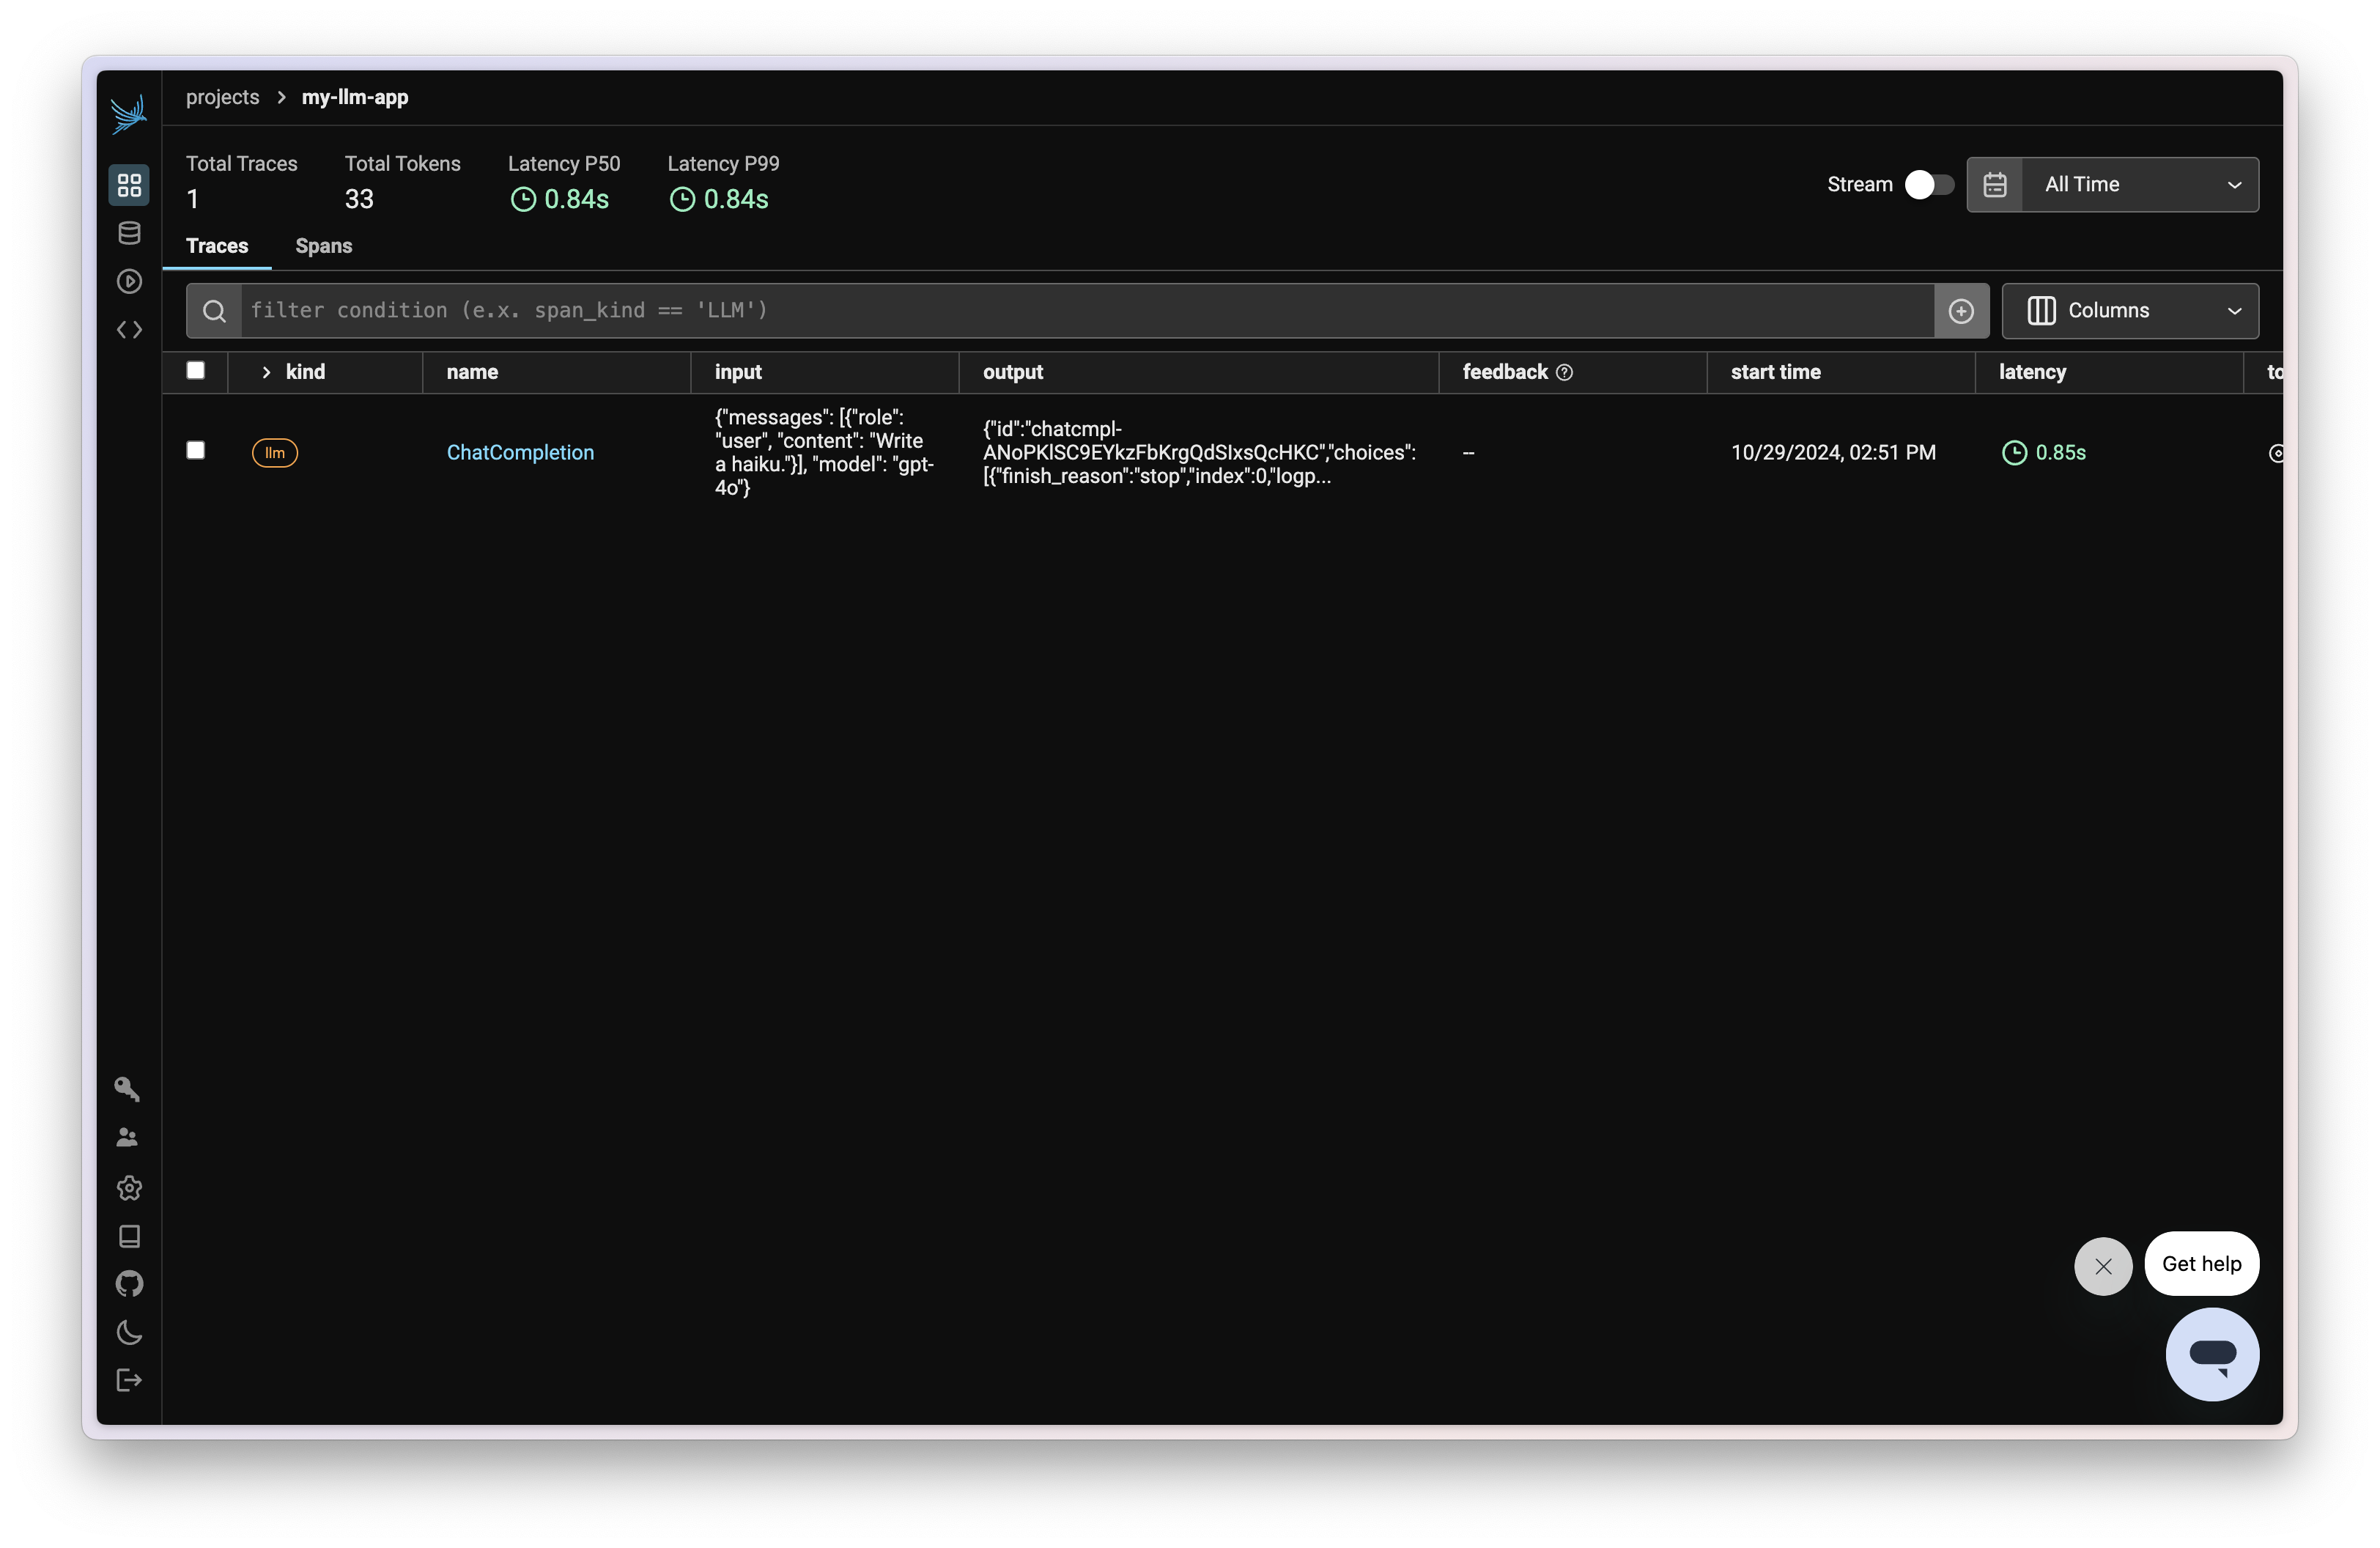 projects > my-llm-app
Total Traces
1
Total Tokens
33
Latency P50
0.84s
Latency P99
0.84s
Stream
All Time
Traces
Spans
filter condition (e.x. span_kind == 'LLM')
Columns
kind
name
input
output
feedback
start time
latency
to
llm
ChatCompletion
{"messages": [{"role":
"user", "content": "Write
a haiku."}], "model": "gpt-
4o"}
{"id":"chatcmpl-
ANoPKlSC9EYkzFbKrgQdSIxsQcHKC","choices":
[{"finish_reason":"stop","index":0,"logp...
--
10/29/2024, 02:51 PM
0.85s
Get help